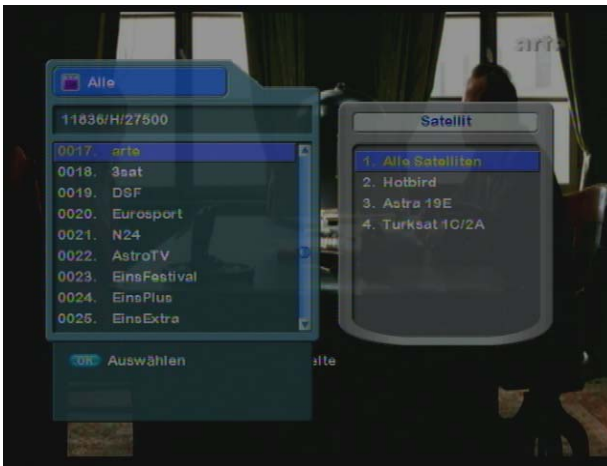 arte
Alle
11836/H/27500
Satellit
0017. arte
0018. 3sat
0019. DSF
0020. Eurosport
0021. N24
0022. AstroTV
0023. EinsFestival
0024. EinsPlus
0025. EinsExtra
1. Alle Satelliten
2. Hotbird
3. Astra 19E
4. Turksat 1C/2A
OK Auswählen
elte